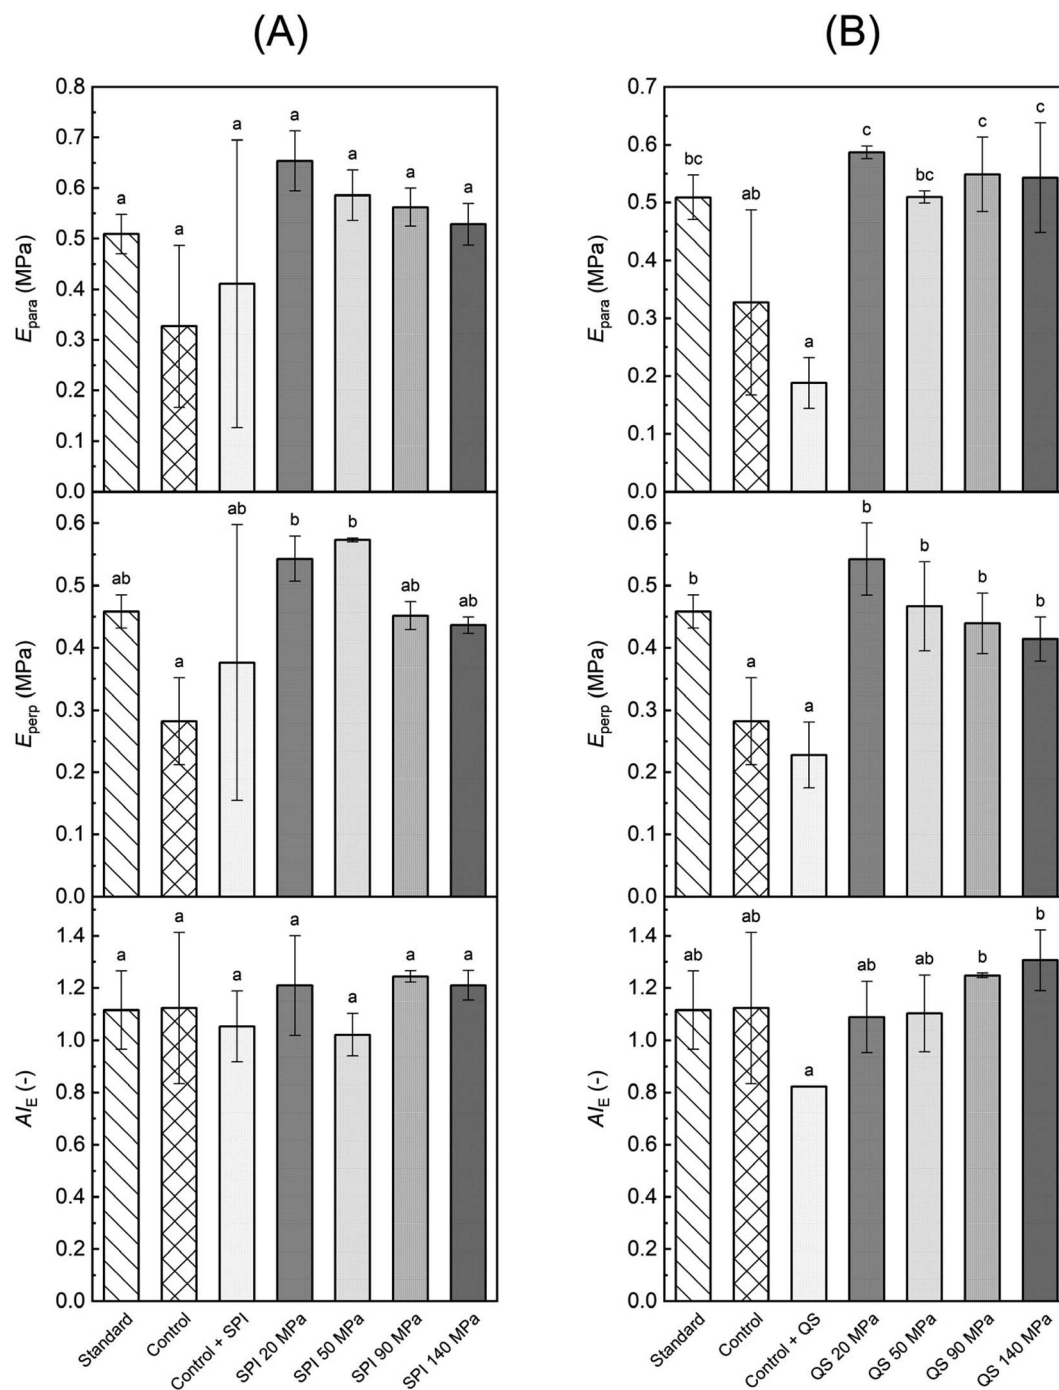 (A)
(B)
0.8
0.7
0.6
0.5
0.4
0.3
0.2
0.1
0.0
E para (MPa)
a
a
a
a
a
a
a
0.7
0.6
0.5
0.4
0.3
0.2
0.1
0.0
E para (MPa)
bc
ab
a
c
bc
c
c
0.6
0.5
0.4
0.3
0.2
0.1
0.0
E perp (MPa)
ab
a
ab
b
b
ab
ab
0.6
0.5
0.4
0.3
0.2
0.1
0.0
E perp (MPa)
b
a
a
b
b
b
b
1.4
1.2
1.0
0.8
0.6
0.4
0.2
0.0
AI E (-)
a
a
a
a
a
a
a
1.4
1.2
1.0
0.8
0.6
0.4
0.2
0.0
AI E (-)
ab
ab
a
ab
ab
b
b
Standard
Control
Control + SPI
SPI 20 MPa
SPI 50 MPa
SPI 90 MPa
SPI 140 MPa
Standard
Control
Control + QS
QS 20 MPa
QS 50 MPa
QS 90 MPa
QS 140 MPa